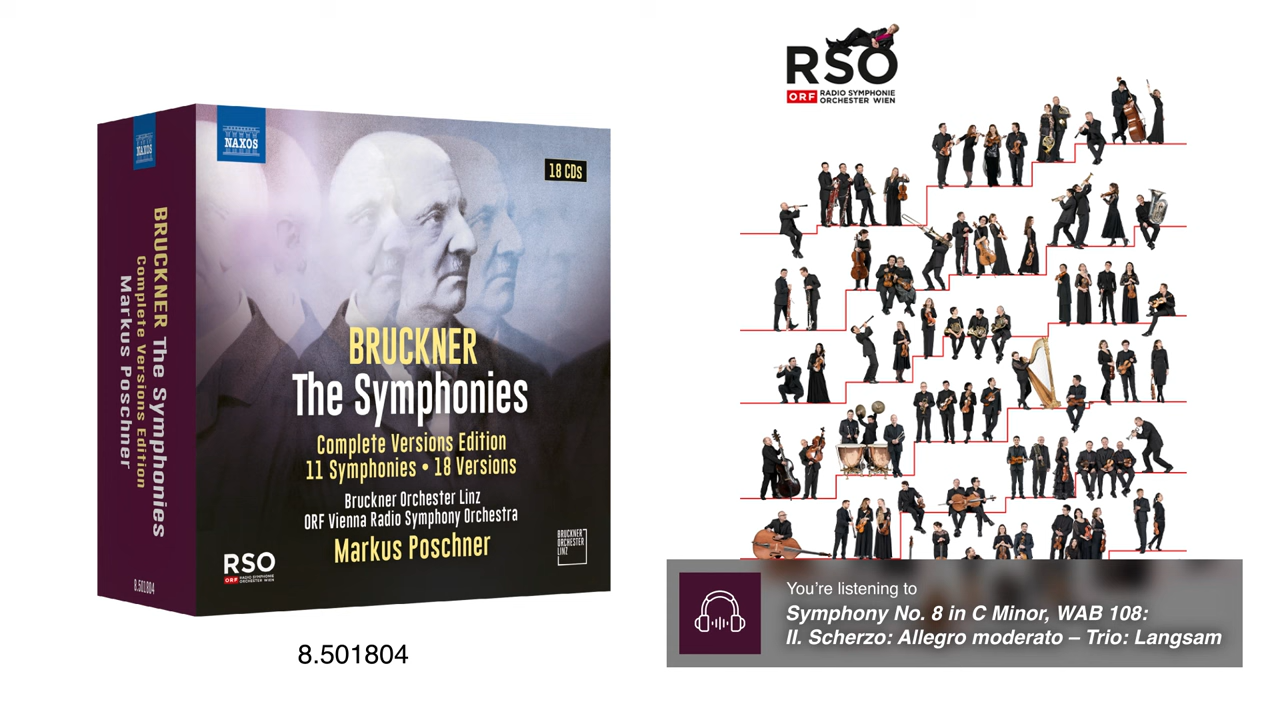 NAXOS
BRUCKNER The Symphonies
Complete Versions Edition
Markus Poschner
8.501804
NAXOS
18 CDs
BRUCKNER
The Symphonies
Complete Versions Edition
11 Symphonies • 18 Versions
Bruckner Orchester Linz
ORF Vienna Radio Symphony Orchestra
Markus Poschner
RSO
ORF RADIO SYMPHONIE
ORCHESTER WIEN
BRUCKNER
ORCHESTER
LINZ
8.501804
RSO
ORF RADIO SYMPHONIE
ORCHESTER WIEN
You're listening to
Symphony No. 8 in C Minor, WAB 108:
II. Scherzo: Allegro moderato – Trio: Langsam